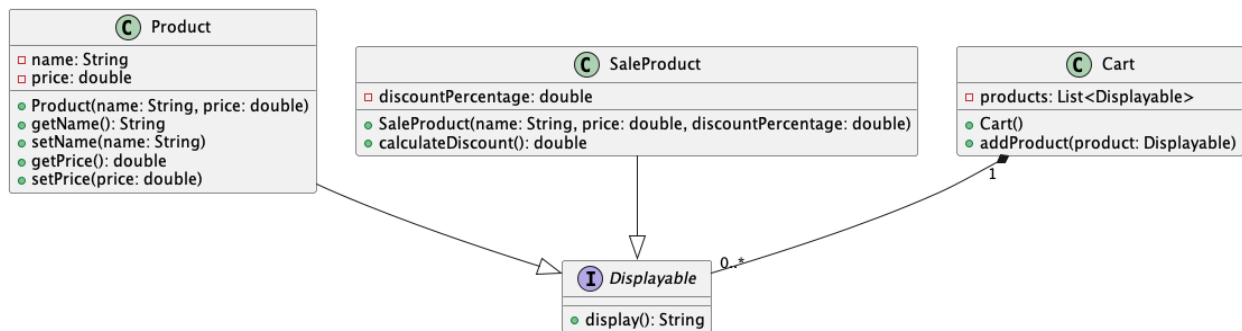 C Product
name: String
price: double
Product(name: String, price: double)
getName(): String
setName(name: String)
getPrice(): double
setPrice(price: double)
C SaleProduct
discountPercentage: double
SaleProduct(name: String, price: double, discountPercentage: double)
calculateDiscount(): double
C Cart
products: List<Displayable>
Cart()
addProduct(product: Displayable)
1
0..*
I Displayable
display(): String